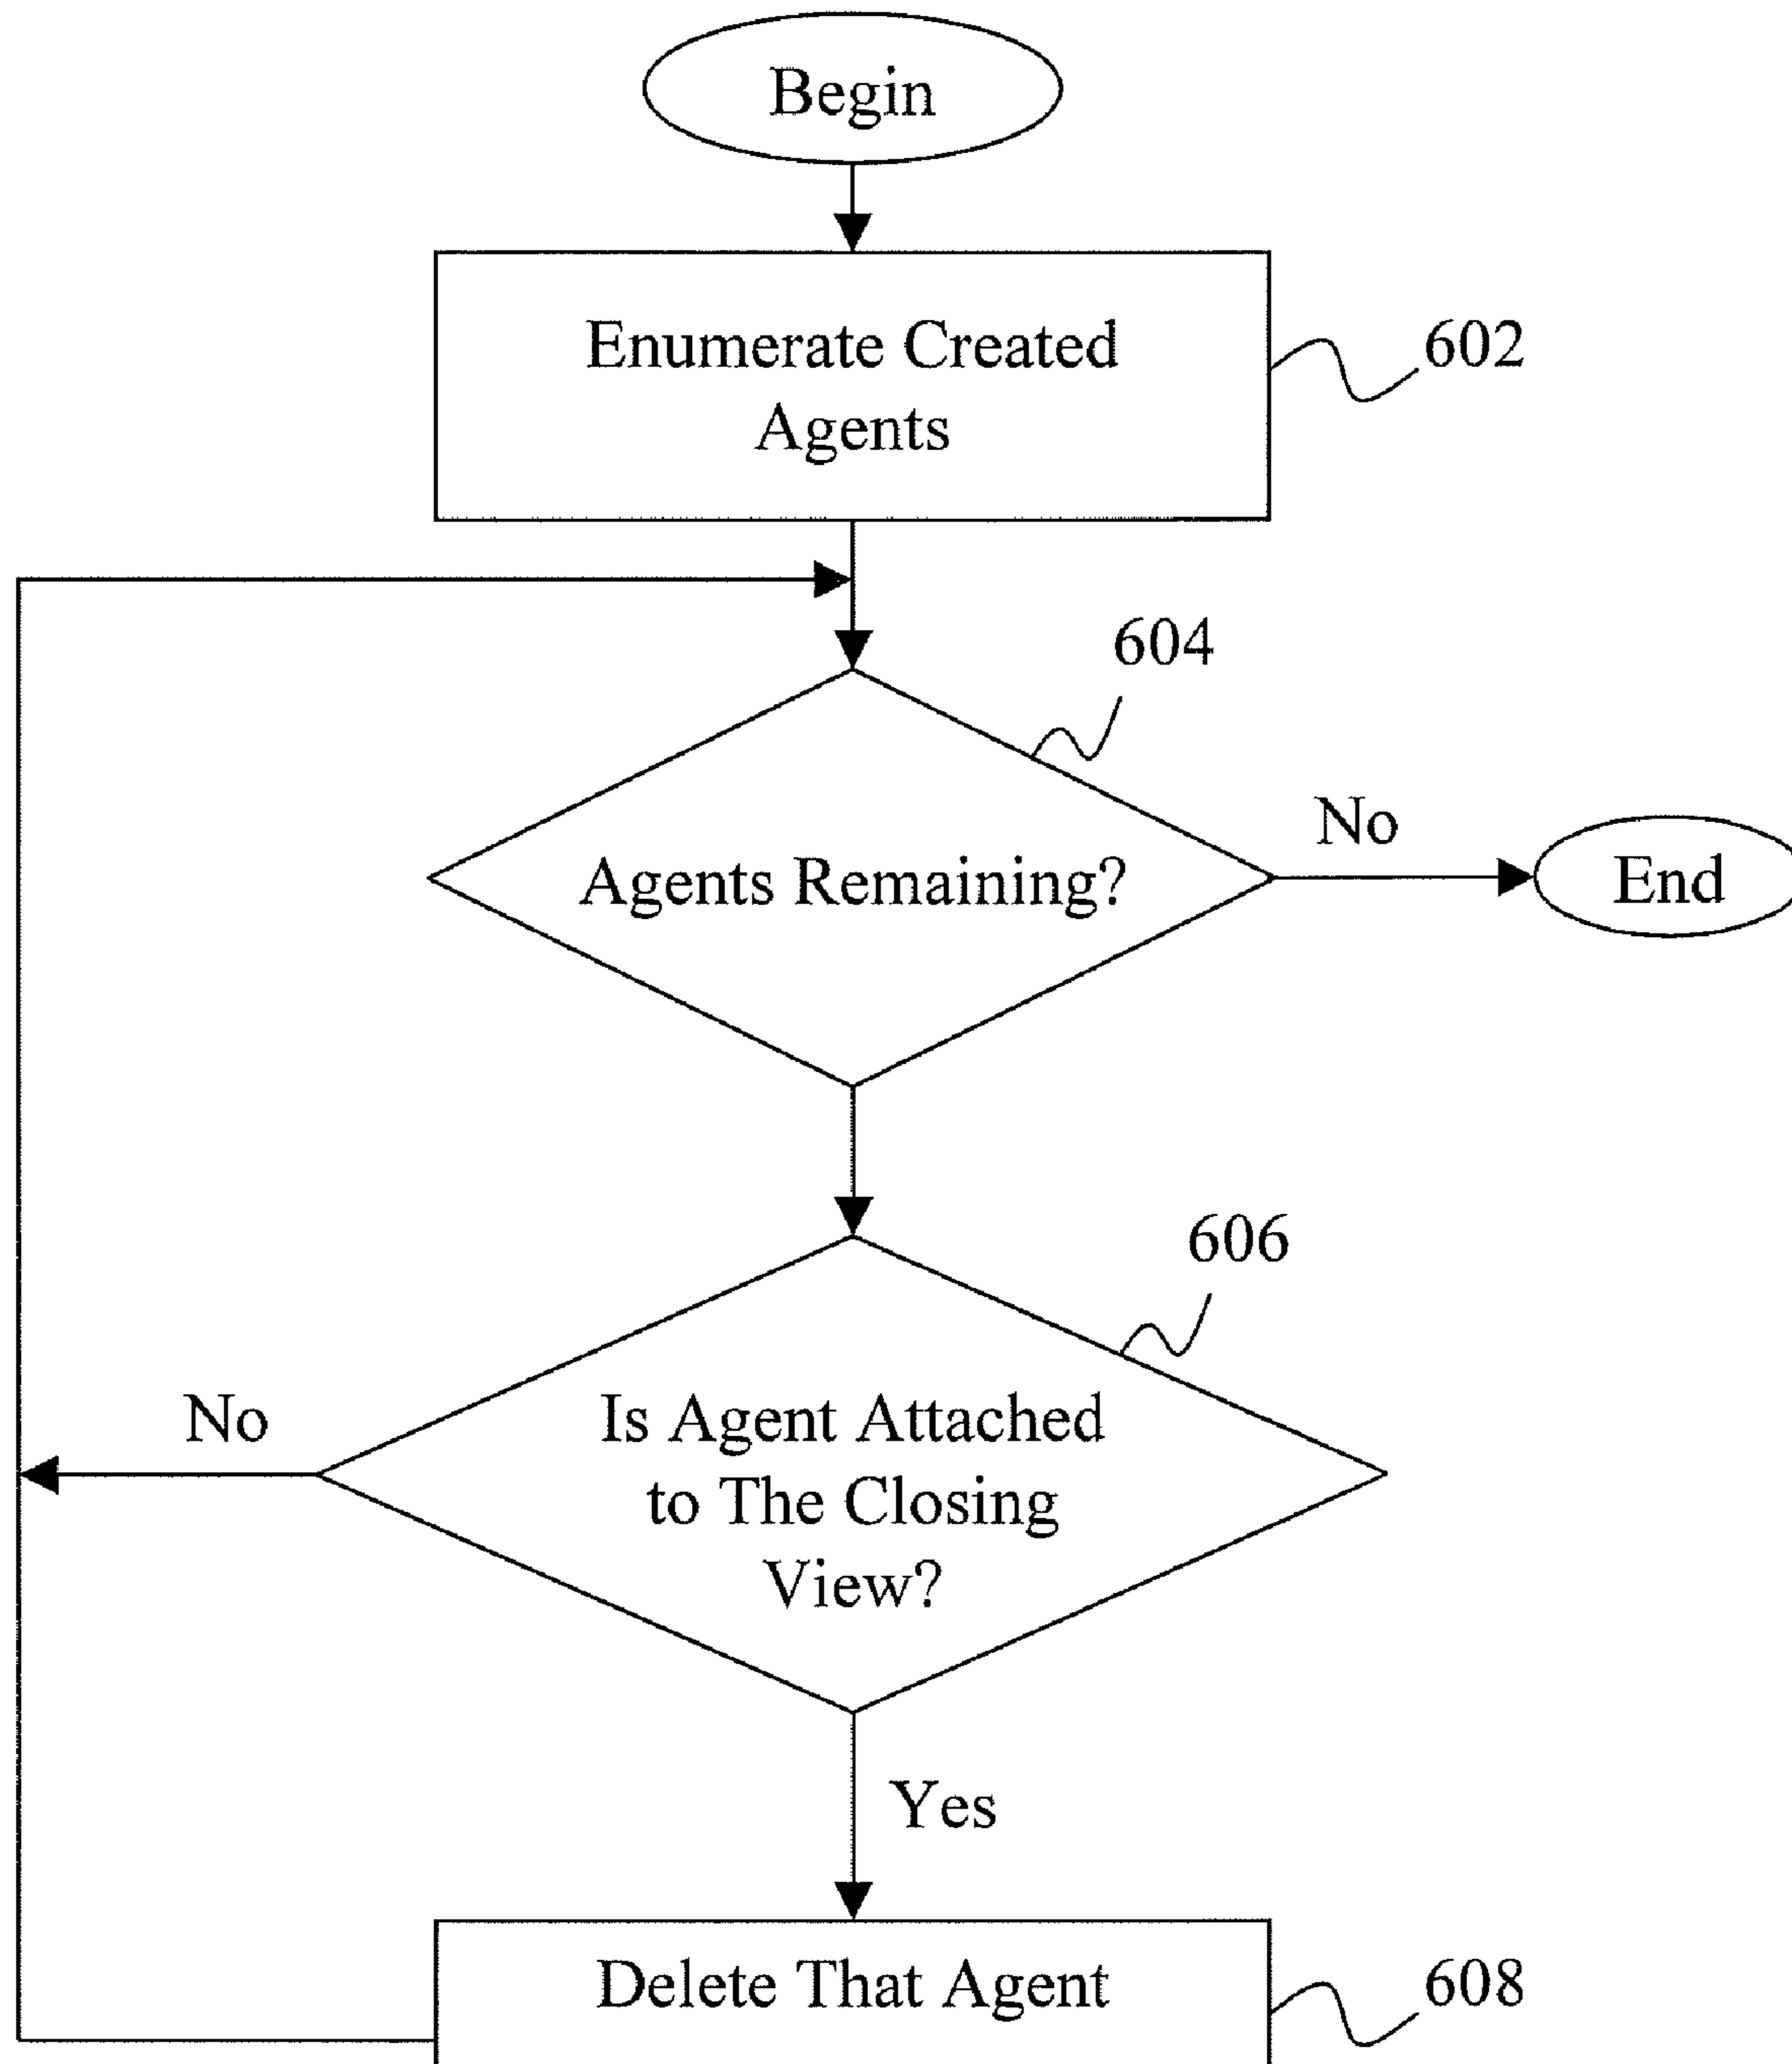 Begin
Enumerate Created
Agents
602
604
Agents Remaining?
No
End
606
Is Agent Attached
to The Closing
View?
No
Yes
Delete That Agent
608